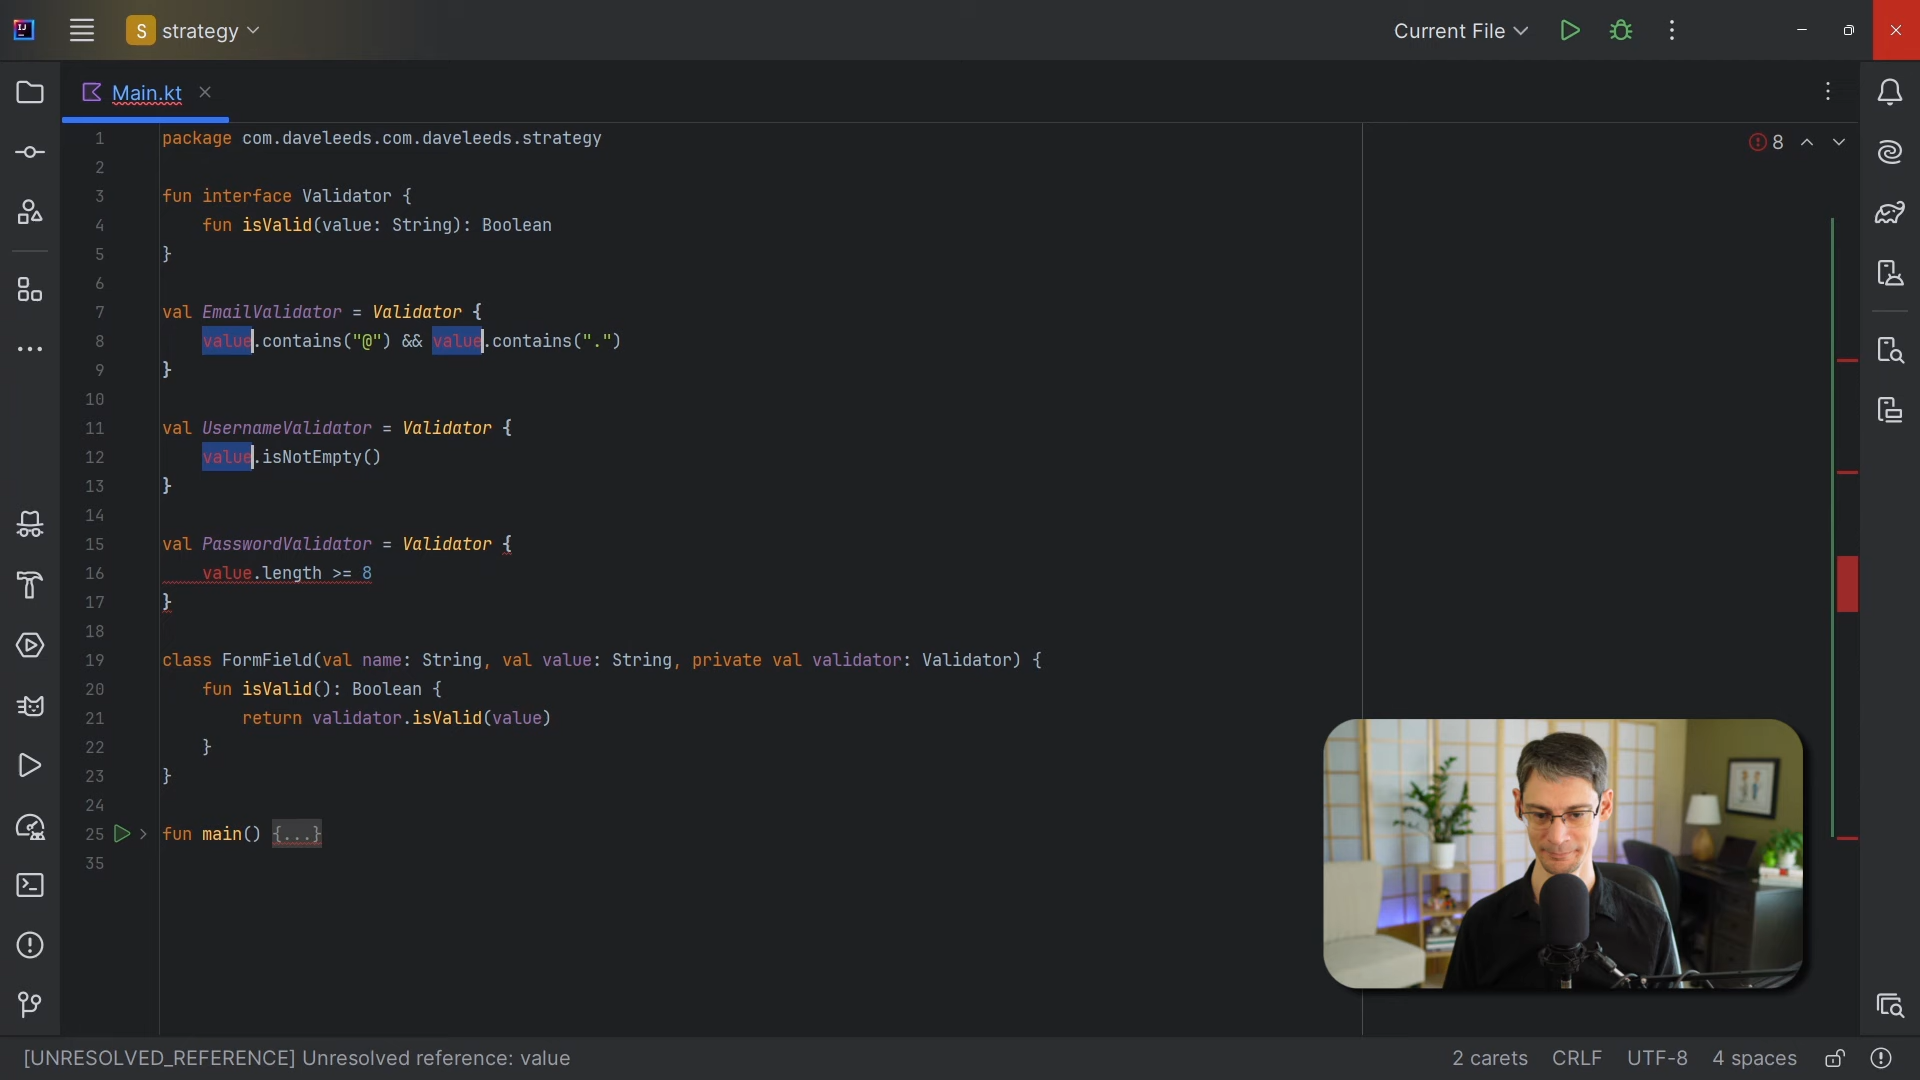 S strategy
Current File
Main.kt
1 package com.daveleeds.com.daveleeds.strategy
8
2
3 fun interface Validator {
4 fun isValid(value: String): Boolean
5 }
6
7 val EmailValidator = Validator {
8 value.contains("@") && value.contains(".")
9 }
10
11 val UsernameValidator = Validator {
12 value.isNotEmpty()
13 }
14
15 val PasswordValidator = Validator {
16 value.length >= 8
17 }
18
19 class FormField(val name: String, val value: String, private val validator: Validator) {
20 fun isValid(): Boolean {
21 return validator.isValid(value)
22 }
23 }
24
25 fun main() {...}
35
[UNRESOLVED_REFERENCE] Unresolved reference: value
2 carets CRLF UTF-8 4 spaces